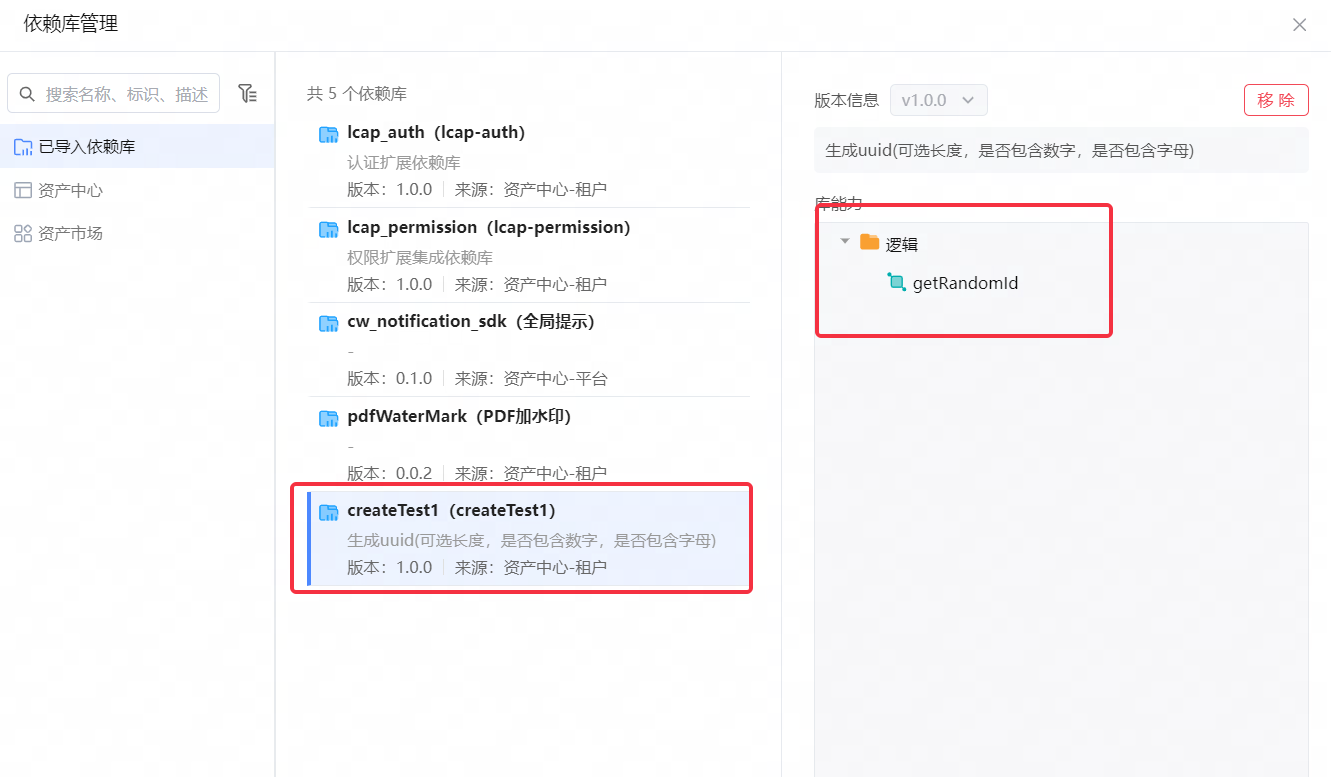 依赖库管理
搜索名称、标识、描述
已导入依赖库
资产中心
资产市场
共 5 个依赖库
lcap_auth（lcap-auth）
认证扩展依赖库
版本：1.0.0 来源：资产中心-租户
lcap_permission（lcap-permission）
权限扩展集成依赖库
版本：1.0.0 来源：资产中心-租户
cw_notification_sdk（全局提示）
-
版本：0.1.0 来源：资产中心-平台
pdfWaterMark（PDF加水印）
-
版本：0.0.2 来源：资产中心-租户
createTest1（createTest1）
生成uuid(可选长度，是否包含数字，是否包含字母)
版本：1.0.0 来源：资产中心-租户
版本信息 v1.0.0 移 除
生成uuid(可选长度，是否包含数字，是否包含字母)
库能力
逻辑
getRandomId